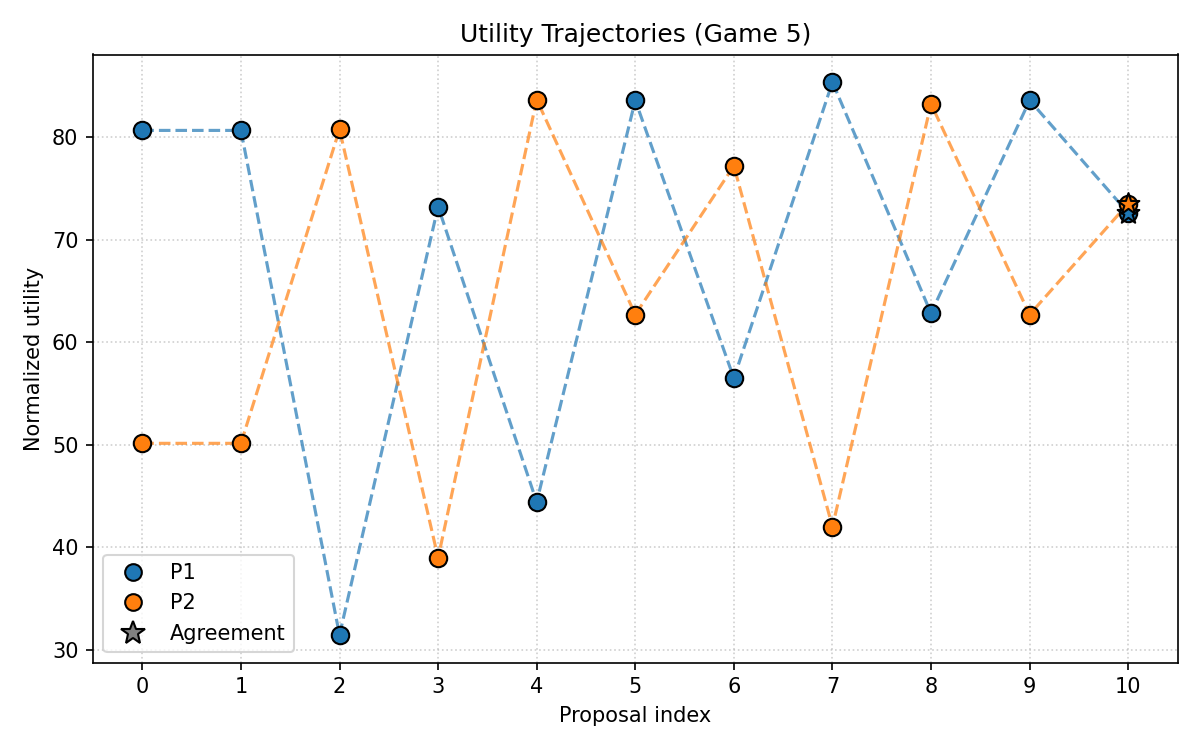 Utility Trajectories (Game 5)
Normalized utility
80
70
60
50
40
30
P1
P2
Agreement
0 1 2 3 4 5 6 7 8 9 10
Proposal index